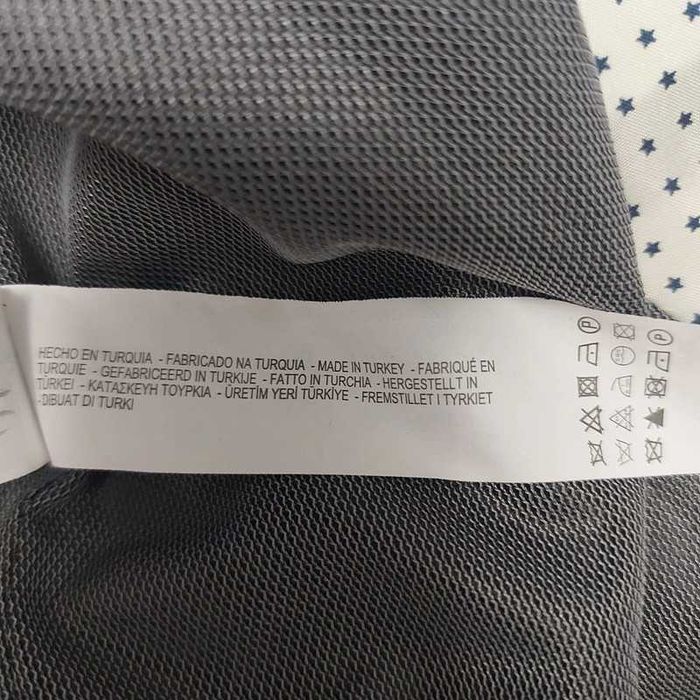 HECHO EN TURQUIA - FABRICADO NA TURQUIA - MADE IN TURKEY - FABRIQUÉ EN
TURQUIE - GEFABRICEERD IN TURKIJE - FATTO IN TURCHIA - HERGESTELLT IN
TÜRKEI - ΚΑΤΑΣΚΕΥΗ ΤΟΥΡΚΙΑ - ÜRETİM YERİ TÜRKİYE - FREMSTILLET I TYRKIET
- DIBUAT DI TURKI
P
P